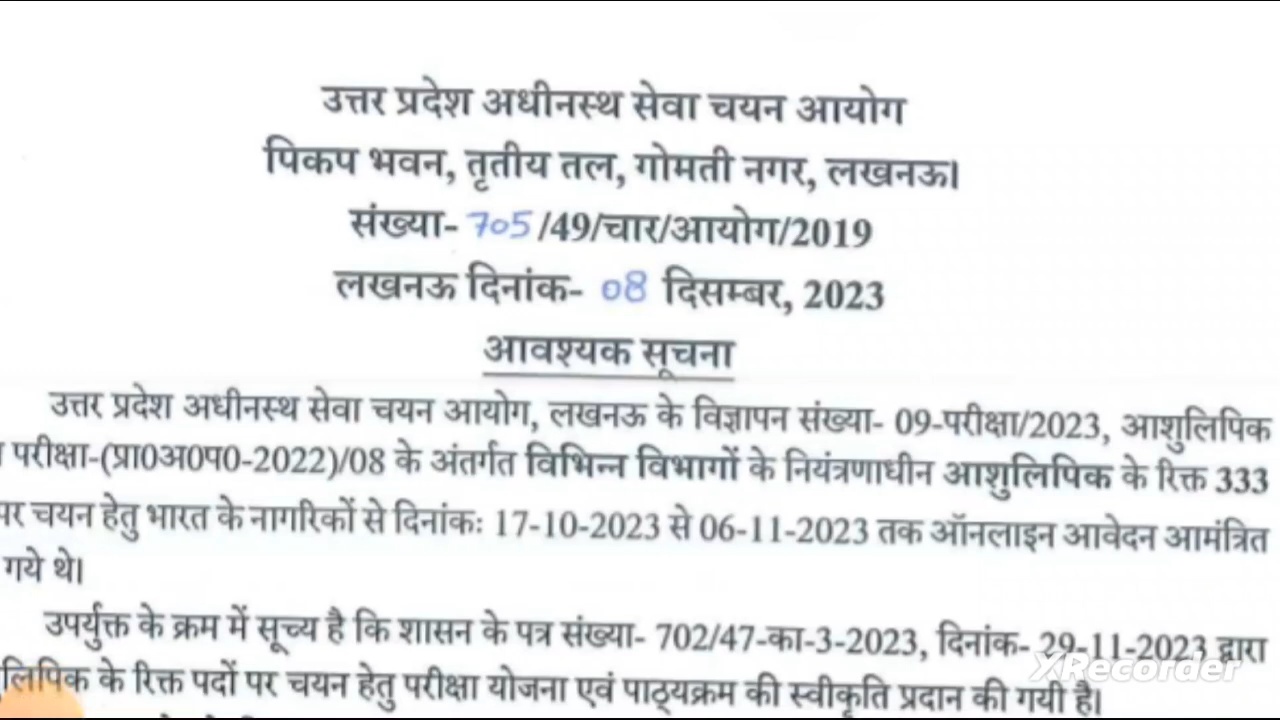 उत्तर प्रदेश अधीनस्थ सेवा चयन आयोग
पिकप भवन, तृतीय तल, गोमती नगर, लखनऊ।
संख्या- 705/49/चार/आयोग/2019
लखनऊ दिनांक- 08 दिसम्बर, 2023
आवश्यक सूचना
उत्तर प्रदेश अधीनस्थ सेवा चयन आयोग, लखनऊ के विज्ञापन संख्या- 09-परीक्षा/2023, आशुलिपिक
परीक्षा-(प्रा0अ0प0-2022)/08 के अंतर्गत विभिन्न विभागों के नियंत्रणाधीन आशुलिपिक के रिक्त 333
पर चयन हेतु भारत के नागरिकों से दिनांकः 17-10-2023 से 06-11-2023 तक ऑनलाइन आवेदन आमंत्रित
गये थे।
उपर्युक्त के क्रम में सूच्य है कि शासन के पत्र संख्या- 702/47-का-3-2023, दिनांक- 29-11-2023 द्वारा
लिपिक के रिक्त पदों पर चयन हेतु परीक्षा योजना एवं पाठ्यक्रम की स्वीकृति प्रदान की गयी है।
XRecorder